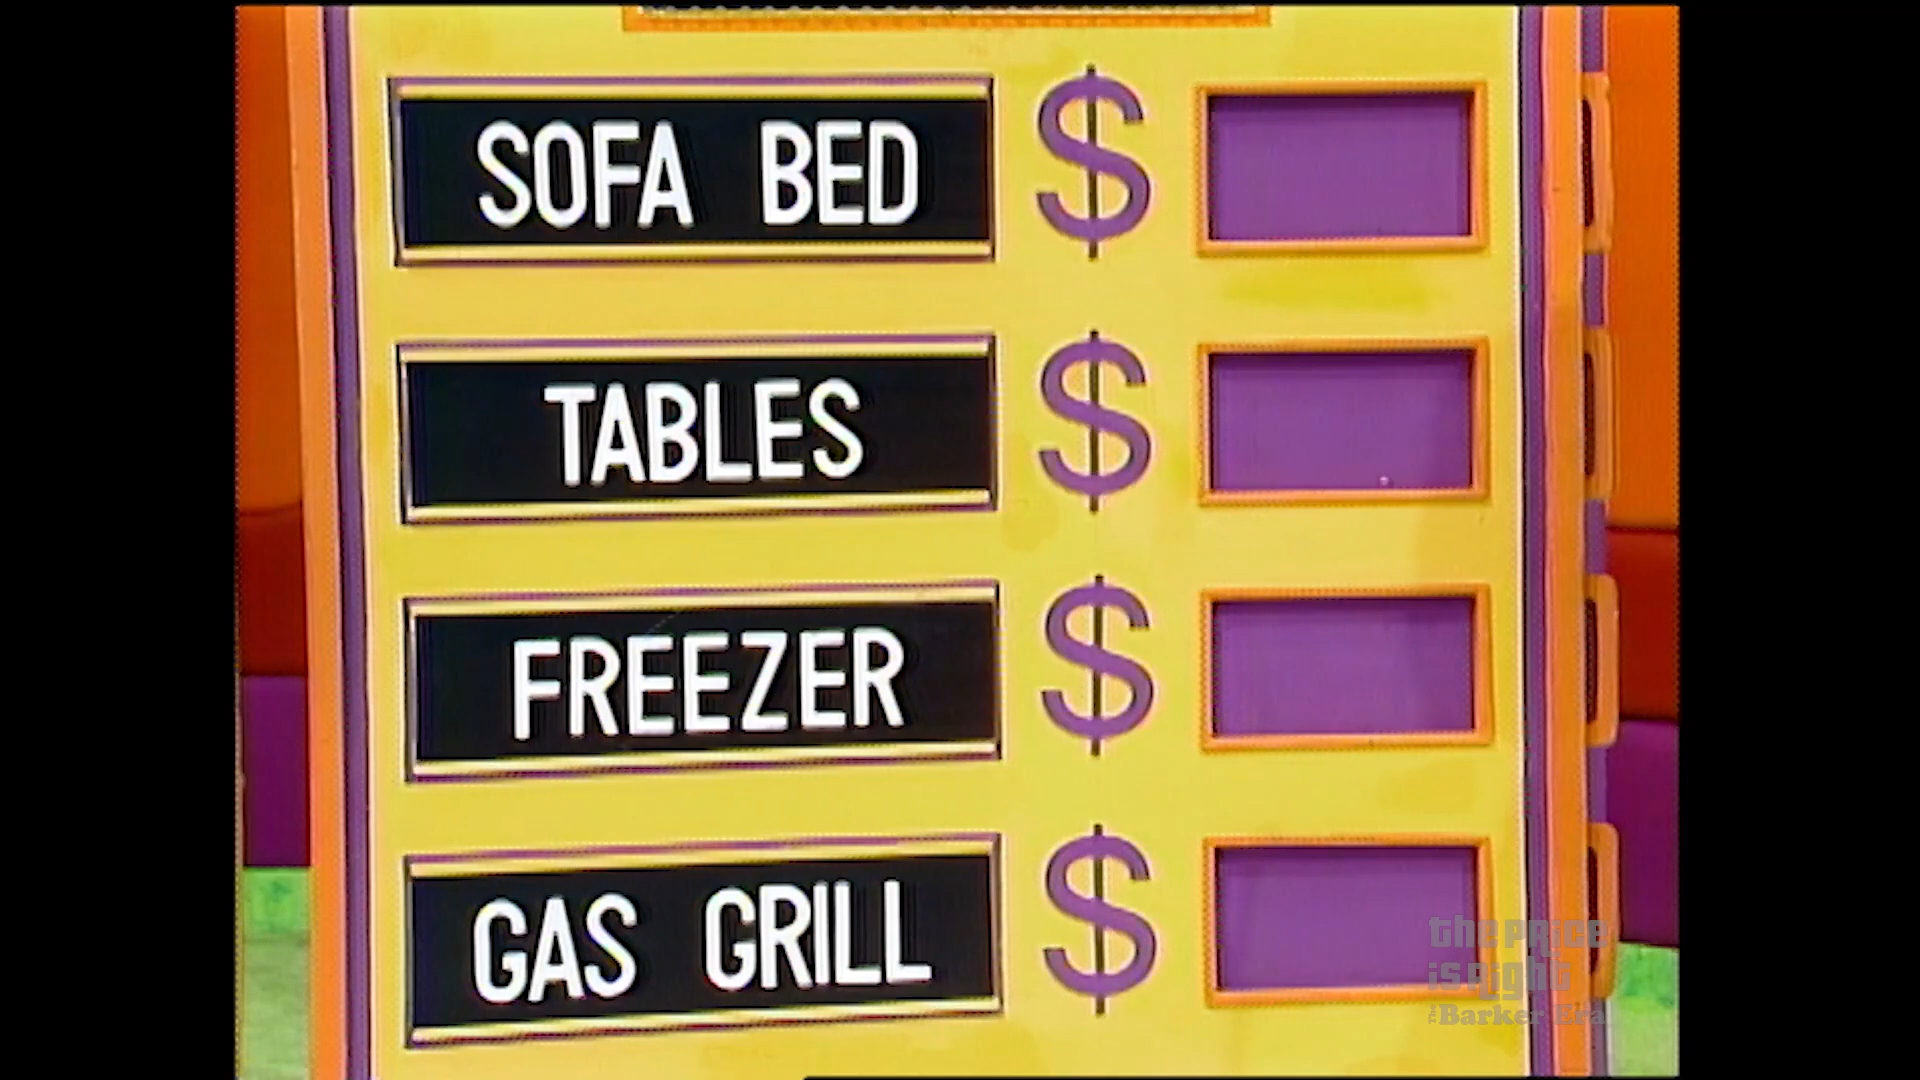 SOFA BED $
TABLES $
FREEZER $
GAS GRILL $
the PRiCE
iS Right
The Barker Era